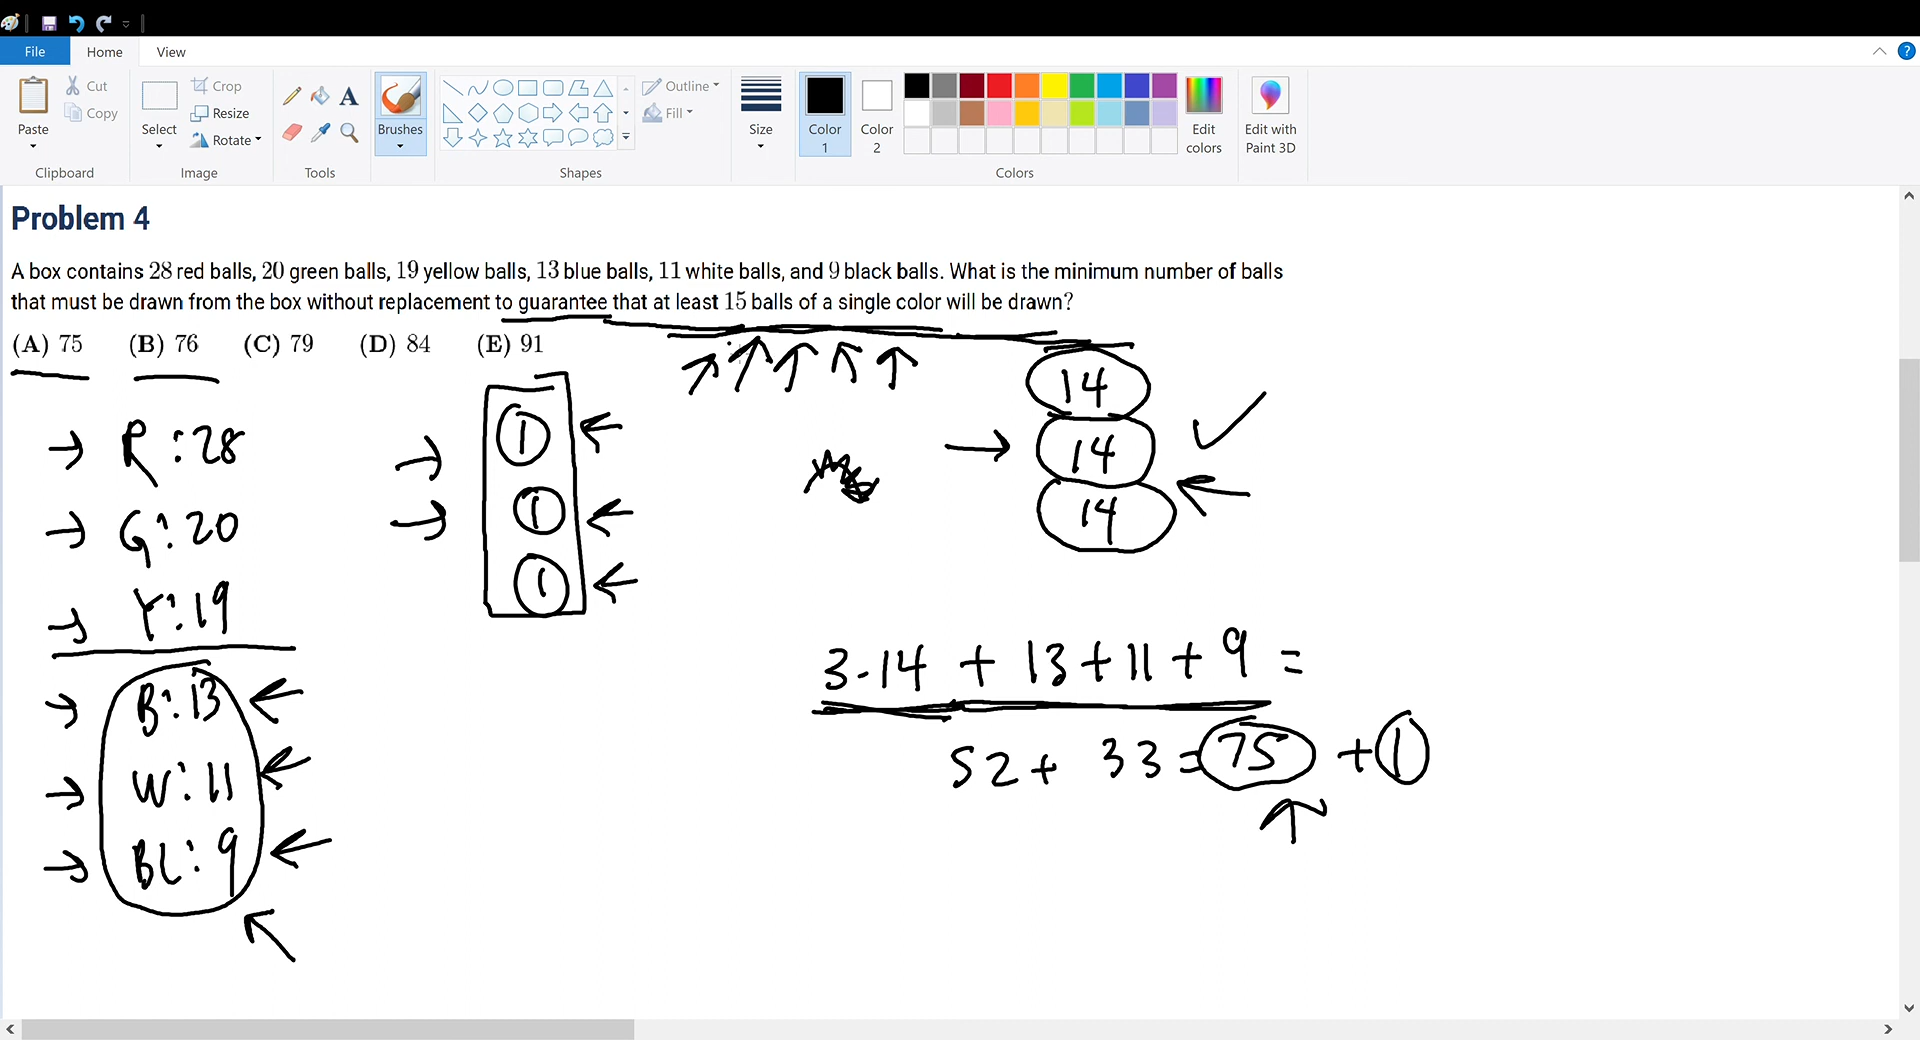 File Home View
Paste Cut Copy Clipboard
Select Crop Resize Rotate Image
A Tools
Brushes
Outline Fill Shapes
Size
Color 1 Color 2 Edit colors Colors
Edit with Paint 3D
?
Problem 4
A box contains 28 red balls, 20 green balls, 19 yellow balls, 13 blue balls, 11 white balls, and 9 black balls. What is the minimum number of balls
that must be drawn from the box without replacement to guarantee that at least 15 balls of a single color will be drawn?
(A) 75 (B) 76 (C) 79 (D) 84 (E) 91
R:28
G:20
Y:19
B:13
W:11
BL:9
1
1
1
14
14
14
3·14 + 13+11+9 =
52+ 33=75 +1